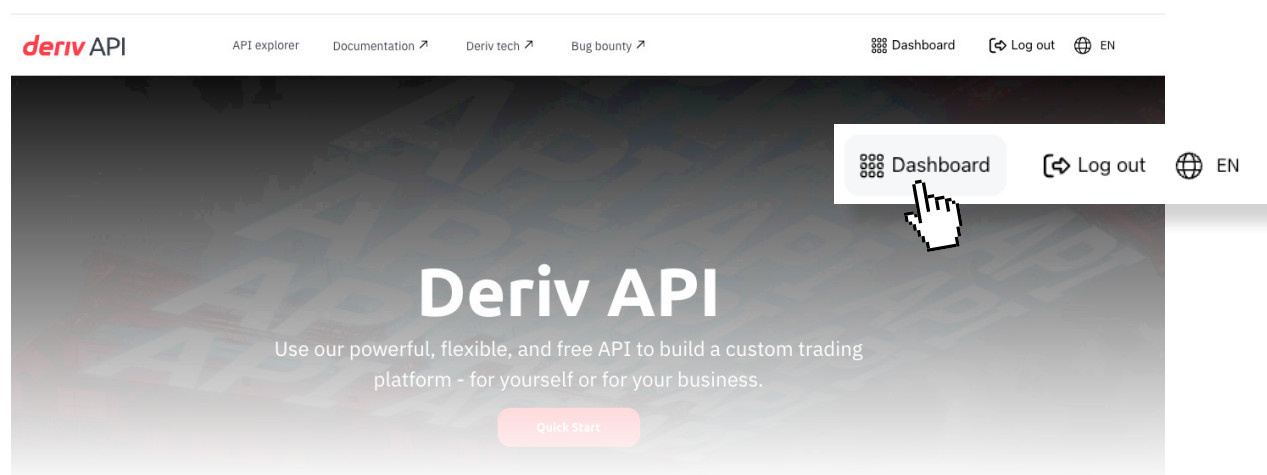 deriv API
API explorer
Documentation ↗
Deriv tech ↗
Bug bounty ↗
Dashboard
Log out
EN
Dashboard
Log out
EN
Deriv API
Use our powerful, flexible, and free API to build a custom trading
platform - for yourself or for your business.
Quick Start